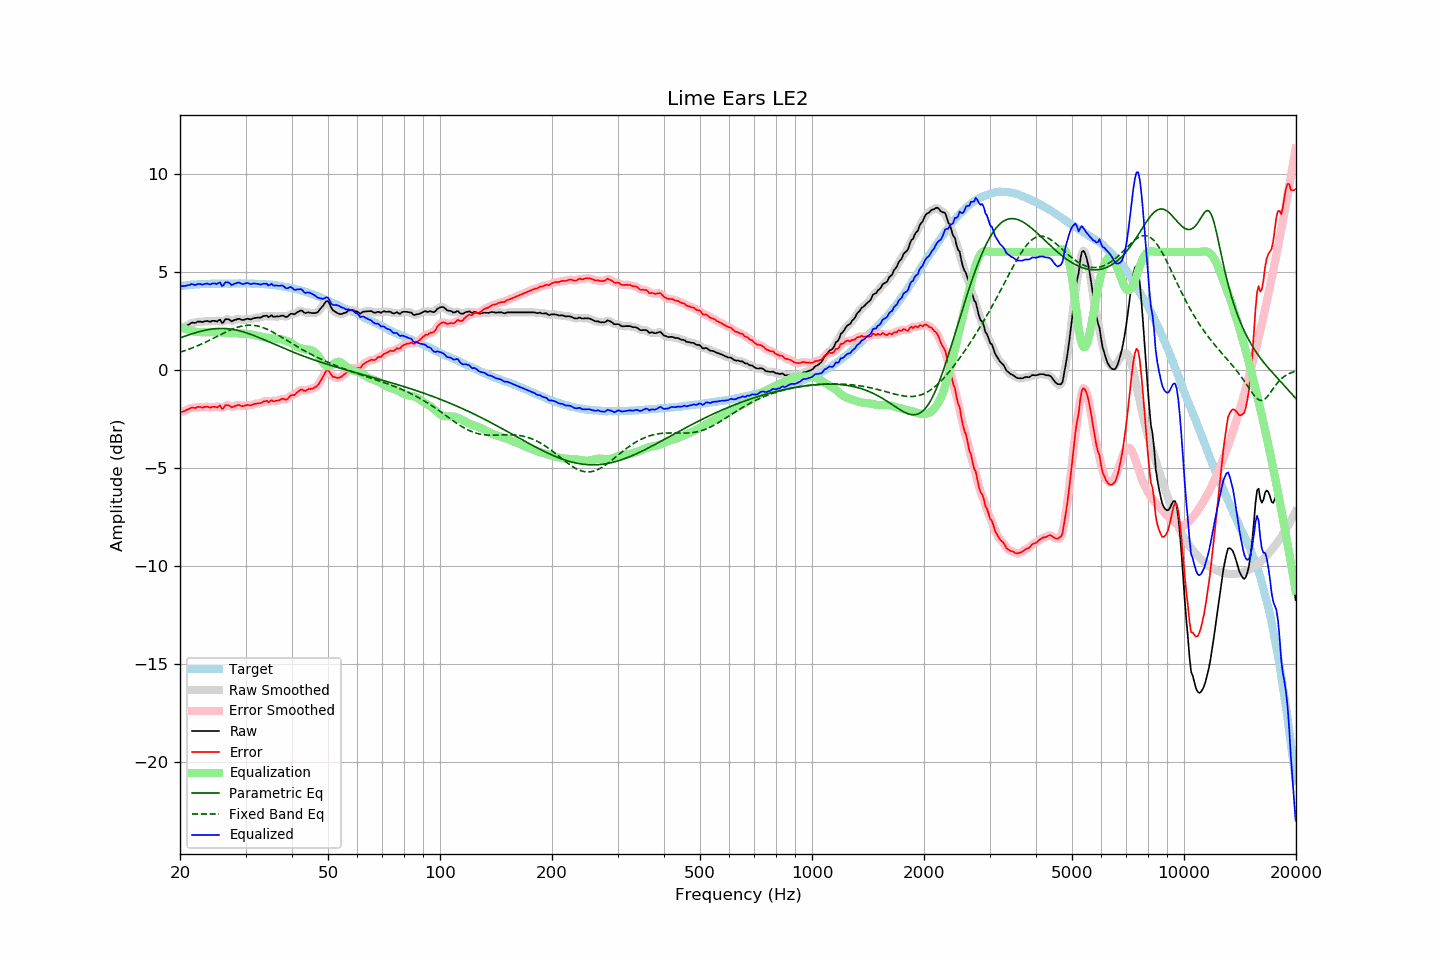 Lime Ears LE2
Amplitude (dBr)
10
5
0
−5
−10
−15
−20
Target
Raw Smoothed
Error Smoothed
Raw
Error
Equalization
Parametric Eq
Fixed Band Eq
Equalized
20 50 100 200 500 1000 2000 5000 10000 20000
Frequency (Hz)